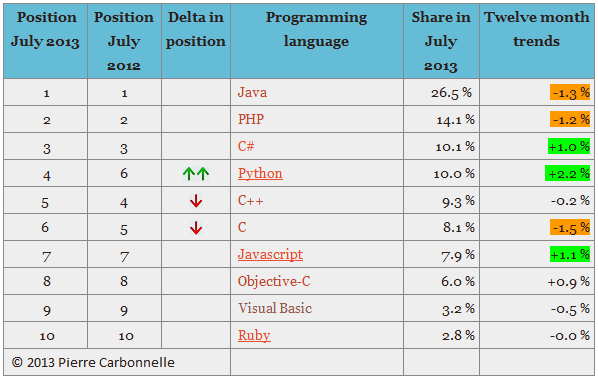 Position July 2013 Position July 2012 Delta in position Programming language Share in July 2013 Twelve month trends
1 1 Java 26.5 % -1.3 %
2 2 PHP 14.1 % -1.2 %
3 3 C# 10.1 % +1.0 %
4 6 ↑↑ Python 10.0 % +2.2 %
5 4 ↓ C++ 9.3 % -0.2 %
6 5 ↓ C 8.1 % -1.5 %
7 7 Javascript 7.9 % +1.1 %
8 8 Objective-C 6.0 % +0.9 %
9 9 Visual Basic 3.2 % -0.5 %
10 10 Ruby 2.8 % -0.0 %
© 2013 Pierre Carbonnelle